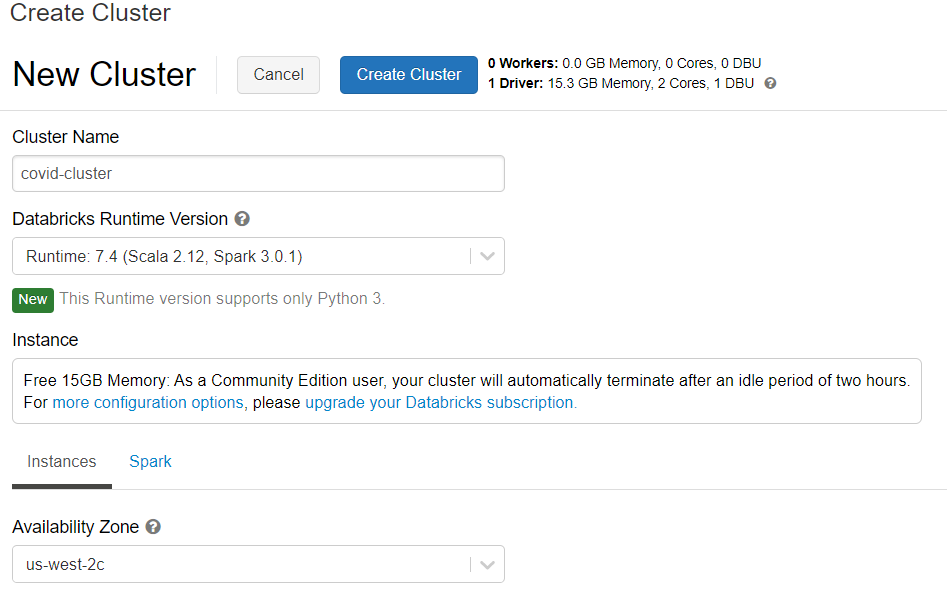 Create Cluster
New Cluster
Cancel
Create Cluster
0 Workers: 0.0 GB Memory, 0 Cores, 0 DBU
1 Driver: 15.3 GB Memory, 2 Cores, 1 DBU ?
Cluster Name
covid-cluster
Databricks Runtime Version ?
Runtime: 7.4 (Scala 2.12, Spark 3.0.1)
New This Runtime version supports only Python 3.
Instance
Free 15GB Memory: As a Community Edition user, your cluster will automatically terminate after an idle period of two hours.
For more configuration options, please upgrade your Databricks subscription.
Instances Spark
Availability Zone ?
us-west-2c